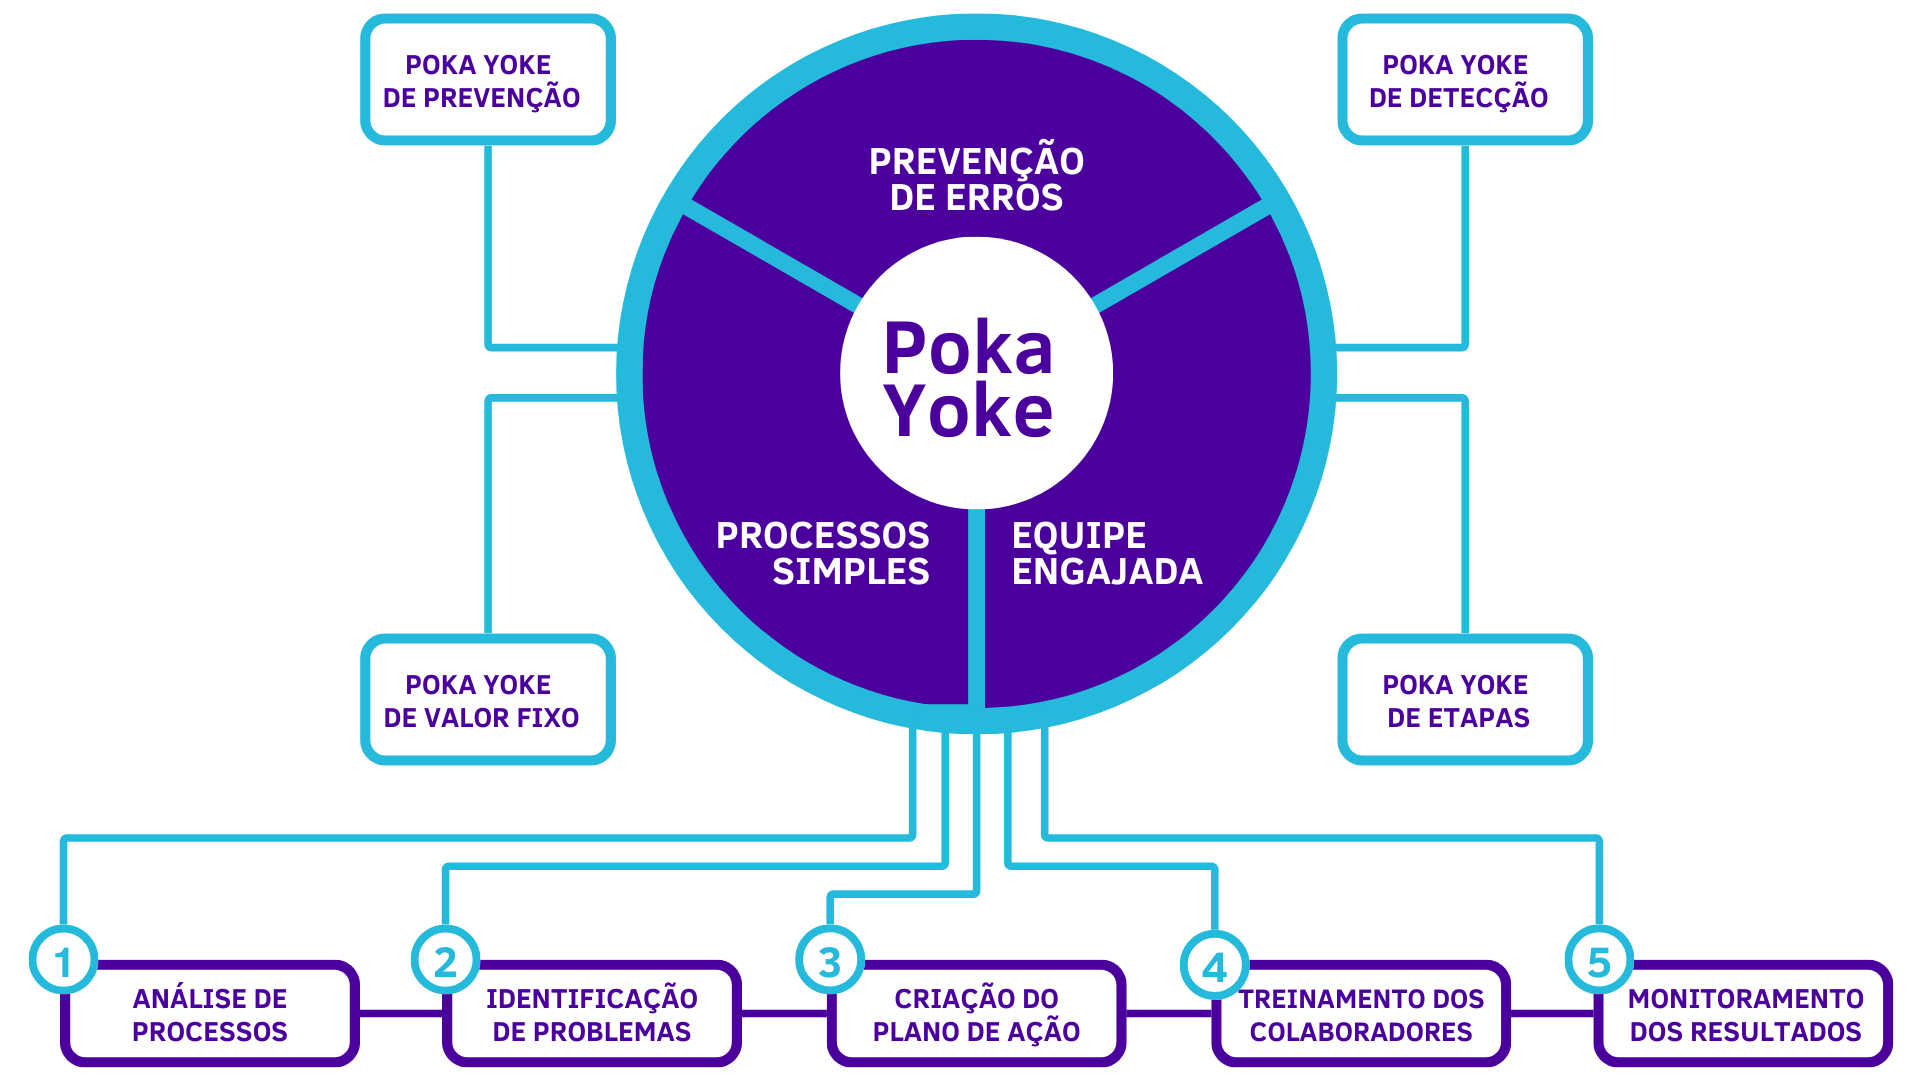 POKA YOKE
DE PREVENÇÃO
POKA YOKE
DE DETECÇÃO
PREVENÇÃO
DE ERROS
Poka
Yoke
PROCESSOS
SIMPLES
EQUIPE
ENGAJADA
POKA YOKE
DE VALOR FIXO
POKA YOKE
DE ETAPAS
1
ANÁLISE DE
PROCESSOS
2
IDENTIFICAÇÃO
DE PROBLEMAS
3
CRIAÇÃO DO
PLANO DE AÇÃO
4
TREINAMENTO DOS
COLABORADORES
5
MONITORAMENTO
DOS RESULTADOS